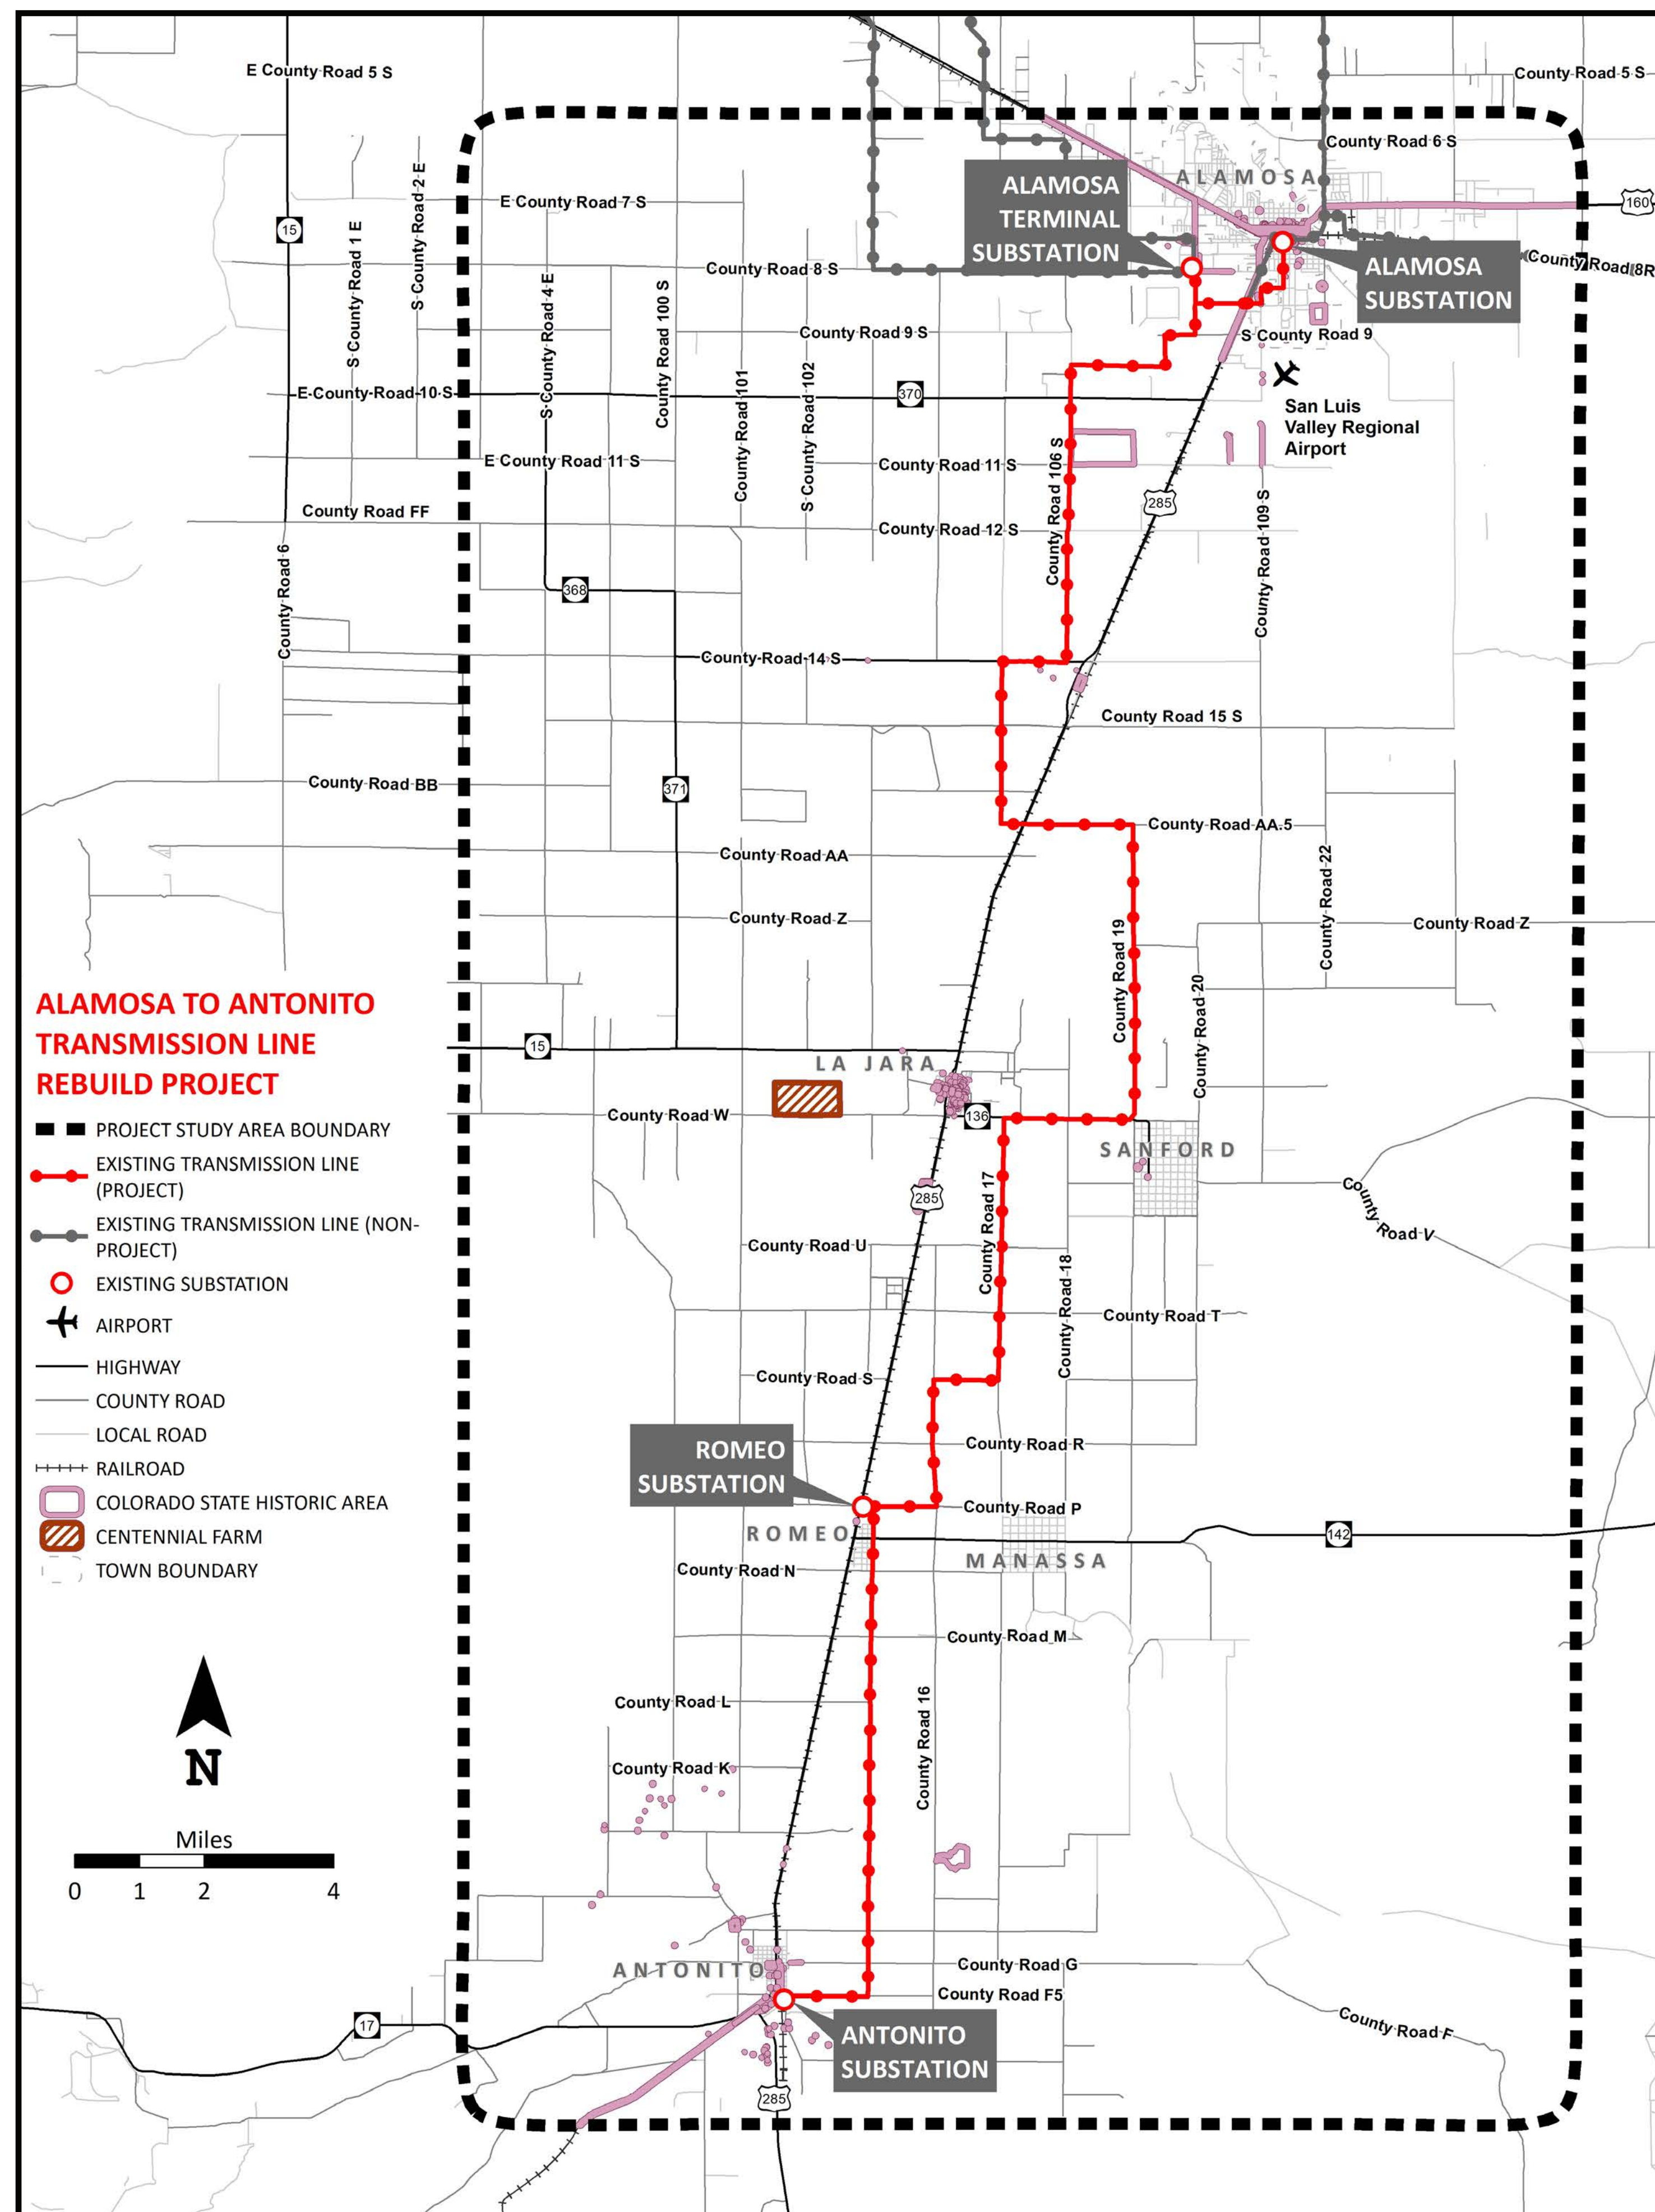 E County Road 5 S
County Road 5 S
County Road 6 S
ALAMOSA
160
ALAMOSA
TERMINAL
SUBSTATION
E County Road 7 S
S County Road 2 E
15
S County Road 1 E
County Road 8 S
County Road 8R
ALAMOSA
SUBSTATION
S County Road 4 E
County Road 100 S
County Road 9 S
S County Road 9
E County Road 10 S
370
County Road 101
S County Road 102
San Luis
Valley Regional
Airport
E County Road 11 S
County Road 11 S
County Road 106 S
285
County Road FF
County Road 12 S
County Road 109 S
County Road 6
368
County Road 14 S
County Road 15 S
County Road BB
371
County Road AA.5
County Road AA
County Road 22
County Road Z
County Road Z
County Road 19
County Road 20
15
LA JARA
County Road W
136
SANFORD
285
County Road 17
County Road V
County Road U
County Road 18
County Road T
County Road S
ROMEO
SUBSTATION
County Road R
County Road P
ROMEO
142
MANASSA
County Road N
County Road M
County Road L
County Road 16
County Road K
ANTONITO
County Road G
County Road F5
17
County Road F
ANTONITO
SUBSTATION
285
ALAMOSA TO ANTONITO
TRANSMISSION LINE
REBUILD PROJECT
PROJECT STUDY AREA BOUNDARY
EXISTING TRANSMISSION LINE
(PROJECT)
EXISTING TRANSMISSION LINE (NON-
PROJECT)
EXISTING SUBSTATION
AIRPORT
HIGHWAY
COUNTY ROAD
LOCAL ROAD
RAILROAD
COLORADO STATE HISTORIC AREA
CENTENNIAL FARM
TOWN BOUNDARY
N
Miles
0 1 2 4